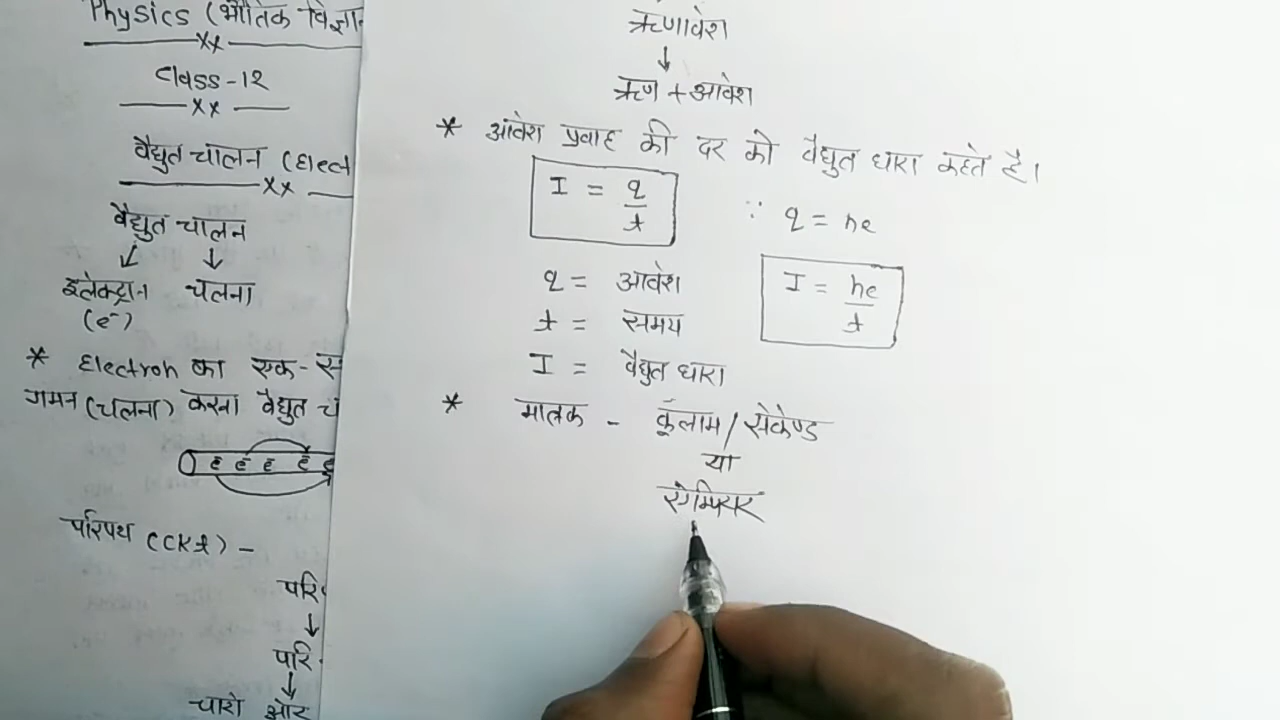 Physics (भौतिक विज्ञान
Class-12
वैद्युत चालन (Elect
वैद्युत चालन
इलेक्ट्रान चलना
(e⁻)
* Electron का एक-स
गमन (चलना) करना वैद्युत च
e⁻ e⁻ e⁻ e⁻ e⁻
परिपथ (CKt) -
परि
↓
परि
↓
चारो ओर
ऋणावेश
↓
ऋण + आवेश
* आवेश प्रवाह की दर को वैद्युत धारा कहते है।
I = q/t
∵ q = ne
q = आवेश
I = ne/t
t = समय
I = वैद्युत धारा
* मात्रक - कूलाम/सेकेण्ड
या
ऐम्पियर